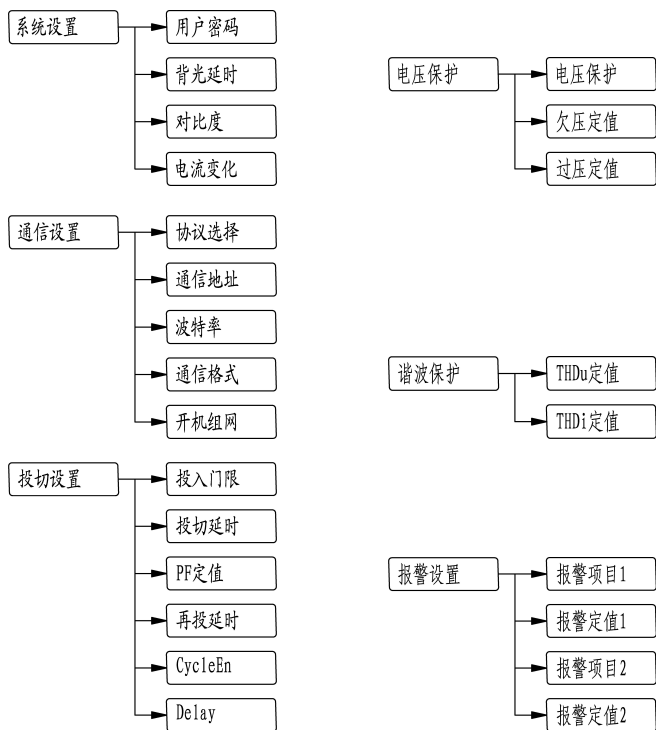 系统设置
用户密码
背光延时
对比度
电流变化
通信设置
协议选择
通信地址
波特率
通信格式
开机组网
投切设置
投入门限
投切延时
PF定值
再投延时
CycleEn
Delay
电压保护
电压保护
欠压定值
过压定值
谐波保护
THDu定值
THDi定值
报警设置
报警项目1
报警定值1
报警项目2
报警定值2